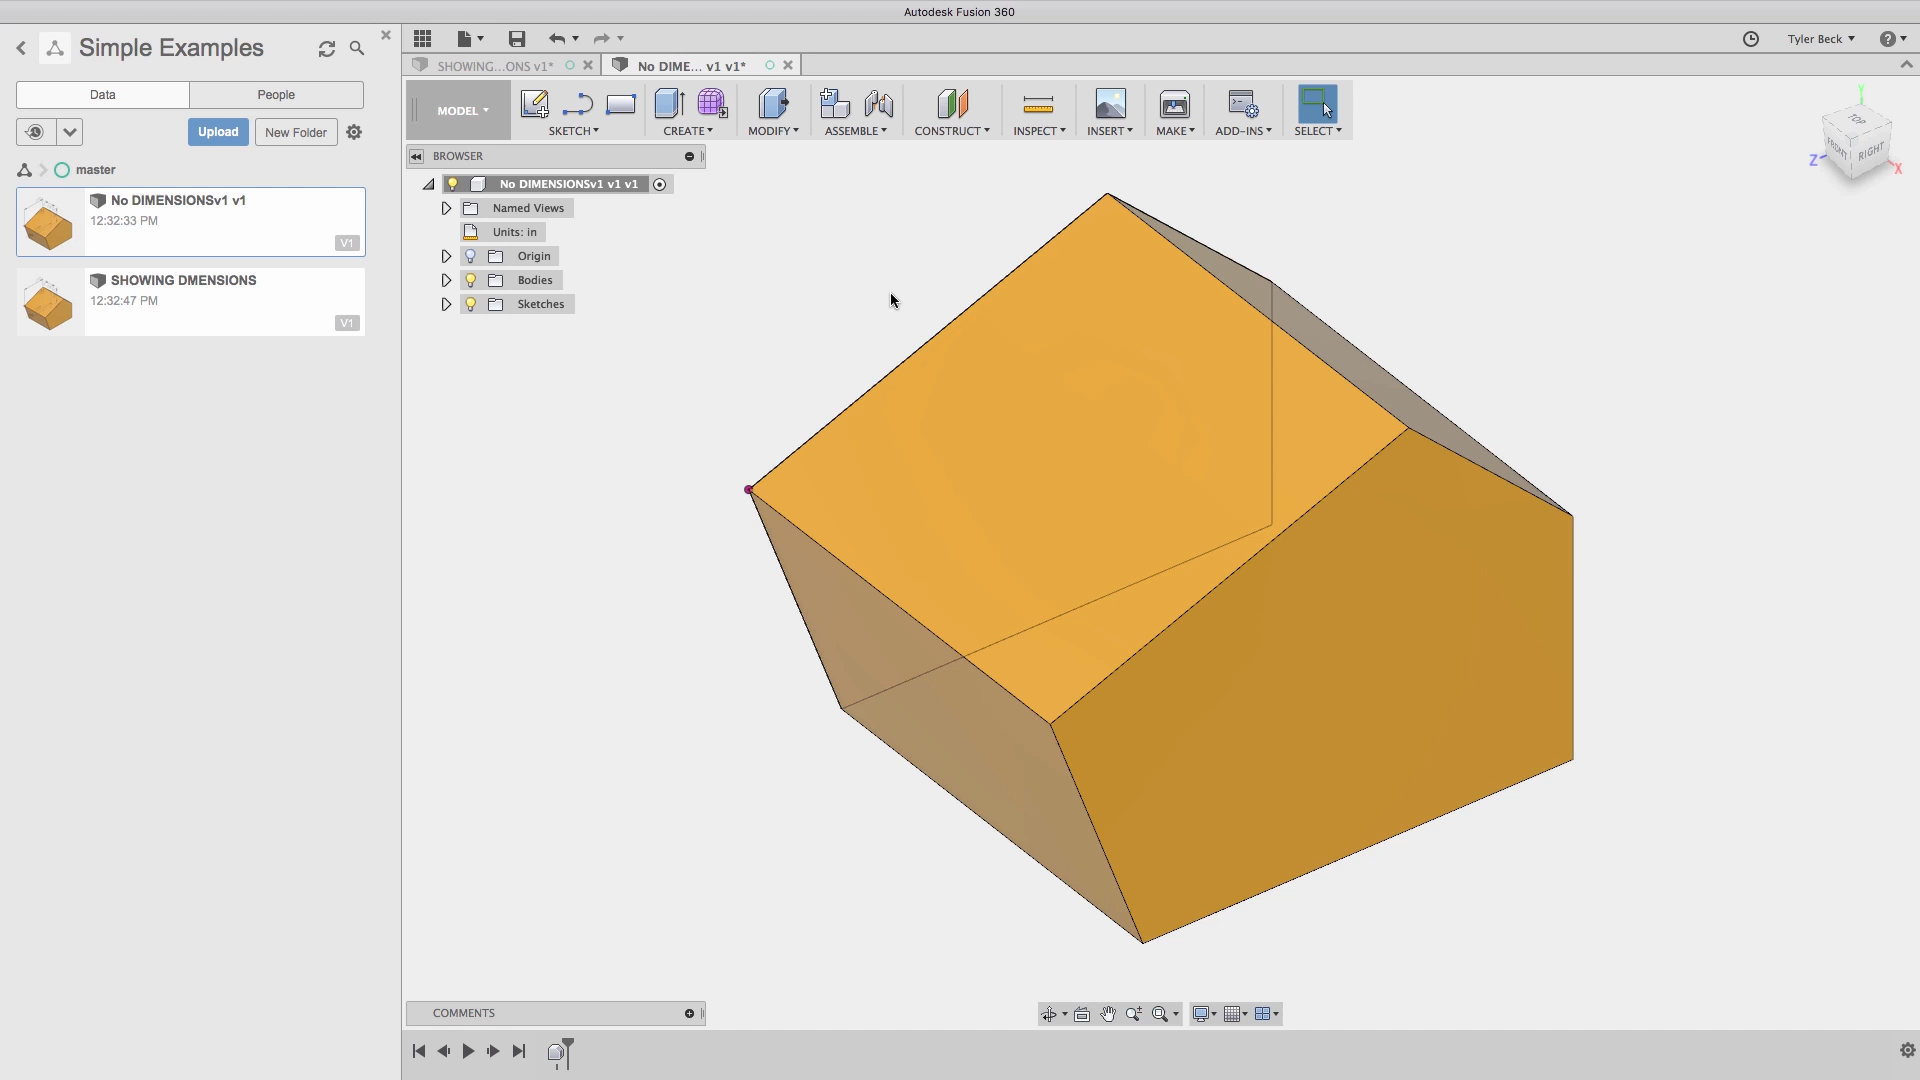 Autodesk Fusion 360
Simple Examples
Tyler Beck
SHOWING...ONS v1*
No DIME... v1 v1*
Data
People
MODEL
SKETCH
CREATE
MODIFY
ASSEMBLE
CONSTRUCT
INSPECT
INSERT
MAKE
ADD-INS
SELECT
Upload
New Folder
BROWSER
master
No DIMENSIONSv1 v1 v1
Named Views
Units: in
Origin
Bodies
Sketches
No DIMENSIONSv1 v1
12:32:33 PM
V1
SHOWING DMENSIONS
12:32:47 PM
V1
Y
TOP
FRONT
RIGHT
Z
X
COMMENTS